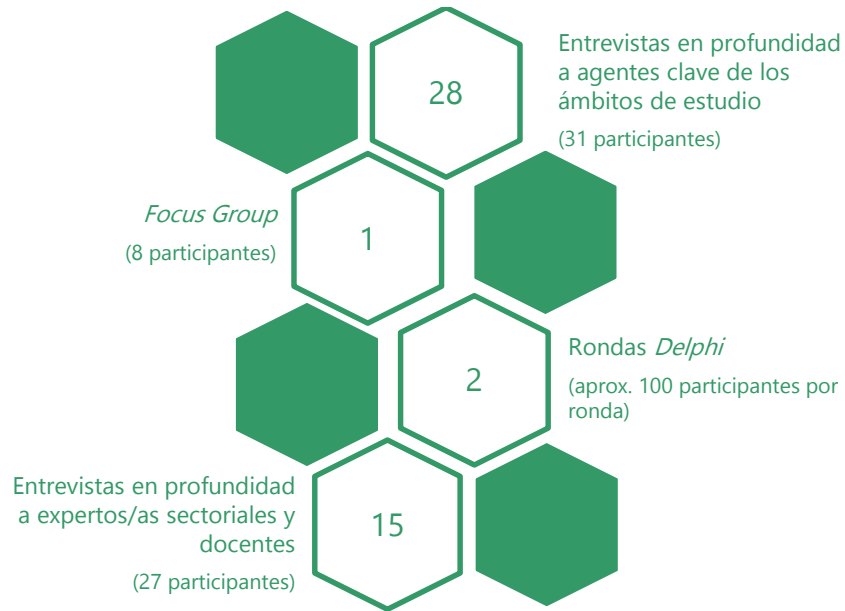 28
Entrevistas en profundidad
a agentes clave de los
ámbitos de estudio
(31 participantes)
Focus Group
(8 participantes)
1
2
Rondas Delphi
(aprox. 100 participantes por
ronda)
Entrevistas en profundidad
a expertos/as sectoriales y
docentes
(27 participantes)
15